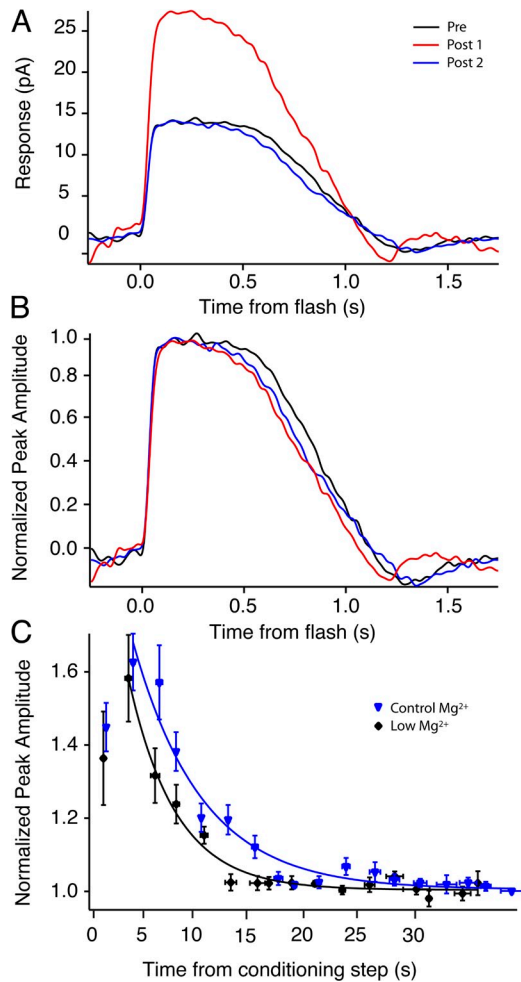 A
Response (pA)
25
20
15
10
5
0
Pre
Post 1
Post 2
0.0 0.5 1.0 1.5
Time from flash (s)
B
Normalized Peak Amplitude
1.0
0.8
0.6
0.4
0.2
0.0
0.0 0.5 1.0 1.5
Time from flash (s)
C
Normalized Peak Amplitude
1.6
1.4
1.2
1.0
Control Mg²⁺
Low Mg²⁺
0 5 10 15 20 25 30
Time from conditioning step (s)